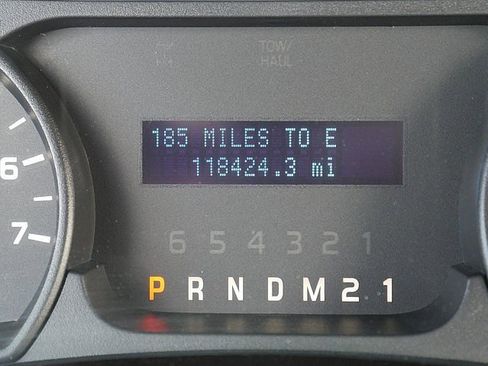 TOW/
HAUL
185 MILES TO E
118424.3 mi
6
7
6 5 4 3 2 1
P R N D M 2 1